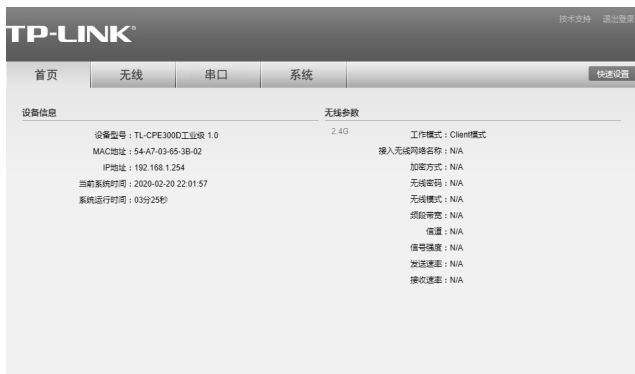 技术支持 退出登录
TP-LINK®
首页 无线 串口 系统 快速设置
设备信息
设备型号：TL-CPE300D工业级 1.0
MAC地址：54-A7-03-65-3B-02
IP地址：192.168.1.254
当前系统时间：2020-02-20 22:01:57
系统运行时间：03分25秒
无线参数
2.4G
工作模式：Client模式
接入无线网络名称：N/A
加密方式：N/A
无线密码：N/A
无线模式：N/A
频段带宽：N/A
信道：N/A
信号强度：N/A
发送速率：N/A
接收速率：N/A